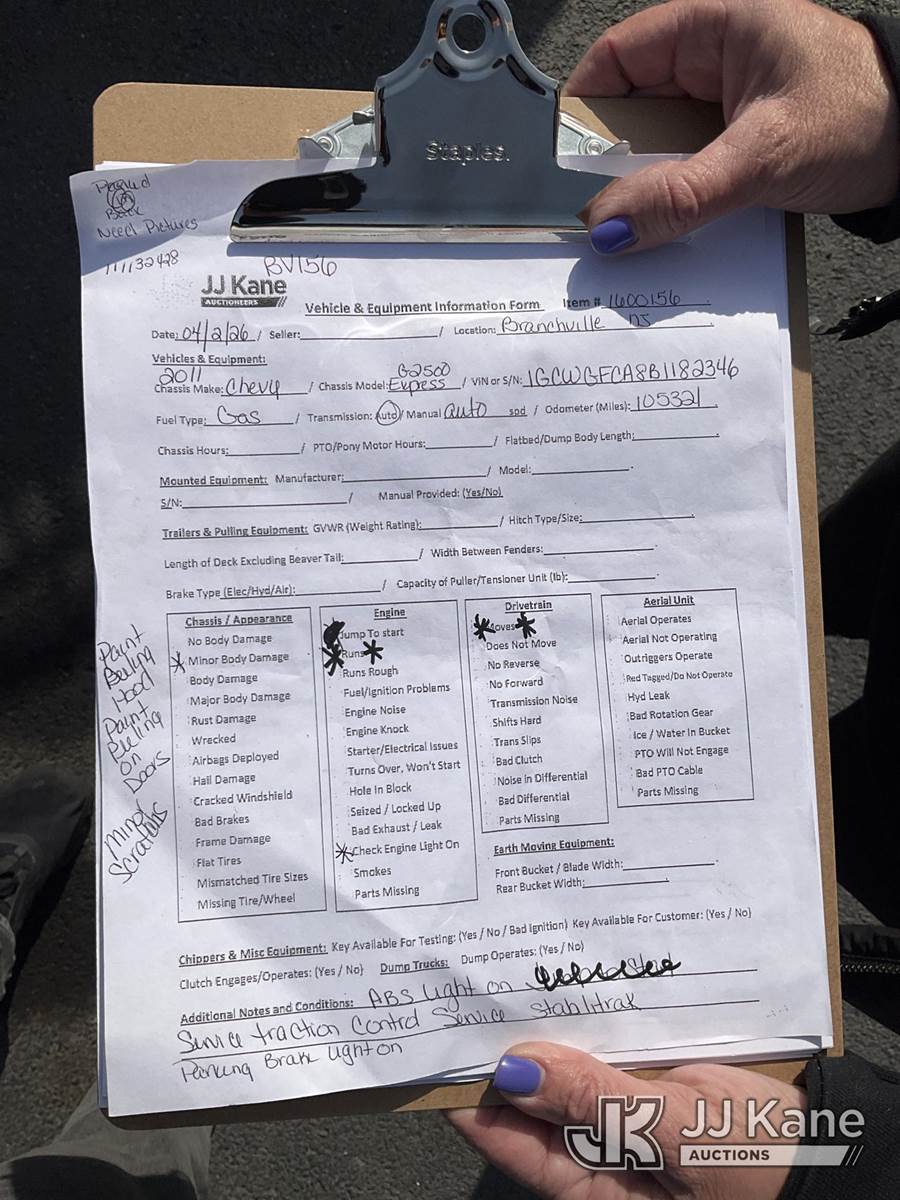 Staples.
Parked
Back
Need Pictures
111132428
BV156
JJ Kane
AUCTIONEERS
Vehicle & Equipment Information Form Item # 1600156
Date: 04/2/26 / Seller: / Location: Branchville NJ
Vehicles & Equipment:
2011 G2500
Chassis Make: Chevy / Chassis Model: Express / VIN or S/N: 1GCWGFCA8B1182346
Fuel Type: Gas / Transmission: Auto / Manual auto spd / Odometer (Miles): 105321
Chassis Hours: / PTO/Pony Motor Hours: / Flatbed/Dump Body Length:
Mounted Equipment: Manufacturer: / Model:
S/N: / Manual Provided: (Yes/No)
Trailers & Pulling Equipment: GVWR (Weight Rating): / Hitch Type/Size:
Length of Deck Excluding Beaver Tail: / Width Between Fenders:
Brake Type (Elec/Hyd/Air): / Capacity of Puller/Tensioner Unit (lb):
Chassis / Appearance
No Body Damage
* Minor Body Damage
Body Damage
Major Body Damage
Rust Damage
Wrecked
Airbags Deployed
Hail Damage
Cracked Windshield
Bad Brakes
Frame Damage
Flat Tires
Mismatched Tire Sizes
Missing Tire/Wheel
Engine
Jump To start
* Runs *
Runs Rough
Fuel/Ignition Problems
Engine Noise
Engine Knock
Starter/Electrical Issues
Turns Over, Won't Start
Hole In Block
Seized / Locked Up
Bad Exhaust / Leak
* Check Engine Light On
Smokes
Parts Missing
Drivetrain
* Moves *
Does Not Move
No Reverse
No Forward
Transmission Noise
Shifts Hard
Trans Slips
Bad Clutch
Noise in Differential
Bad Differential
Parts Missing
Aerial Unit
Aerial Operates
Aerial Not Operating
Outriggers Operate
Red Tagged/Do Not Operate
Hyd Leak
Bad Rotation Gear
Ice / Water In Bucket
PTO Will Not Engage
Bad PTO Cable
Parts Missing
Paint
Peeling
Hood
Paint
Peeling
on
Doors
Minor
Scratches
Earth Moving Equipment:
Front Bucket / Blade Width:
Rear Bucket Width:
Chippers & Misc Equipment: Key Available For Testing: (Yes / No / Bad Ignition) Key Available For Customer: (Yes / No)
Clutch Engages/Operates: (Yes / No) Dump Trucks: Dump Operates: (Yes / No)
Additional Notes and Conditions: ABS Light on
Service traction Control Service Stabilitrak
Parking Brake light on
JK JJ Kane
AUCTIONS